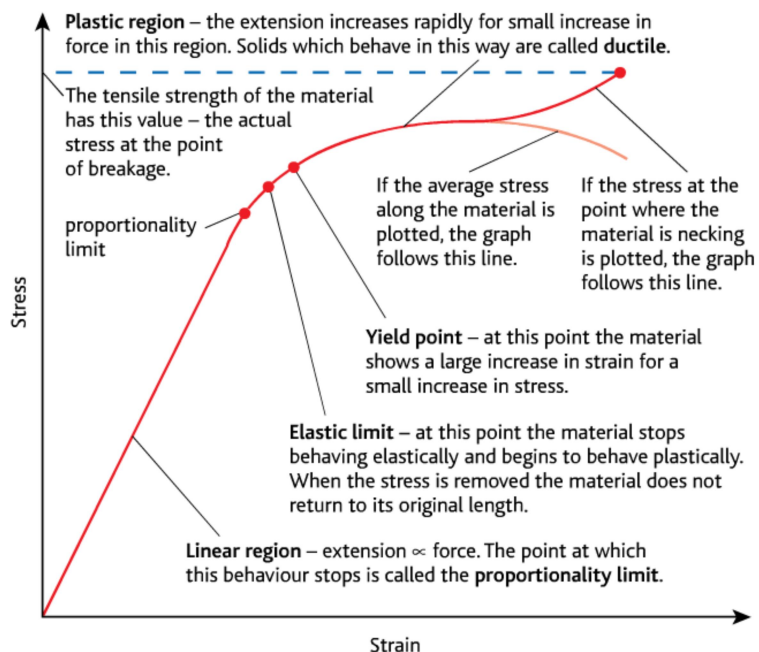 Plastic region – the extension increases rapidly for small increase in
force in this region. Solids which behave in this way are called ductile.
The tensile strength of the material
has this value – the actual
stress at the point
of breakage.
proportionality
limit
If the average stress
along the material is
plotted, the graph
follows this line.
If the stress at the
point where the
material is necking
is plotted, the graph
follows this line.
Stress
Yield point – at this point the material
shows a large increase in strain for a
small increase in stress.
Elastic limit – at this point the material stops
behaving elastically and begins to behave plastically.
When the stress is removed the material does not
return to its original length.
Linear region – extension ∝ force. The point at which
this behaviour stops is called the proportionality limit.
Strain